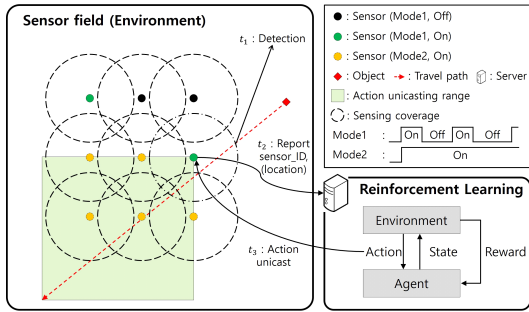 Sensor field (Environment)
t1 : Detection
t2 : Report
sensor_ID,
(location)
t3 : Action
unicast
: Sensor (Mode1, Off)
: Sensor (Mode1, On)
: Sensor (Mode2, On)
: Object
: Travel path
: Server
: Action unicasting range
: Sensing coverage
Mode1 : On Off On Off
Mode2 : On
Reinforcement Learning
Environment
Action State Reward
Agent